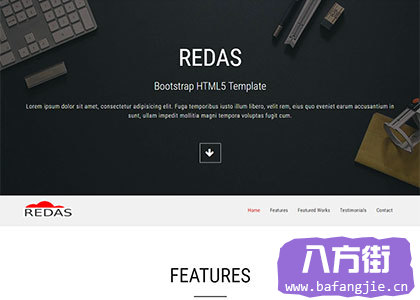 REDAS
Bootstrap HTML5 Template
Lorem ipsum dolor sit amet, consectetur adipisicing elit. Fuga temporibus iusto illum libero, velit rem, eius quo eveniet earum accusantium in
sunt, ullam mollitia magni tempora voluptas fugit cum.
REDAS
Home Features Featured Works Testimonials Contact
FEATURES
八方街
www.bafangjie.cn